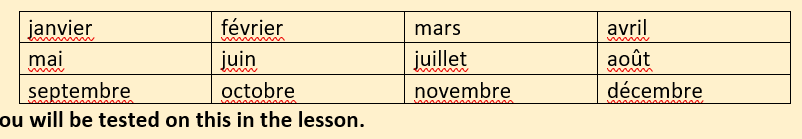 janvier février mars avril
mai juin juillet août
septembre octobre novembre décembre
ou will be tested on this in the lesson.